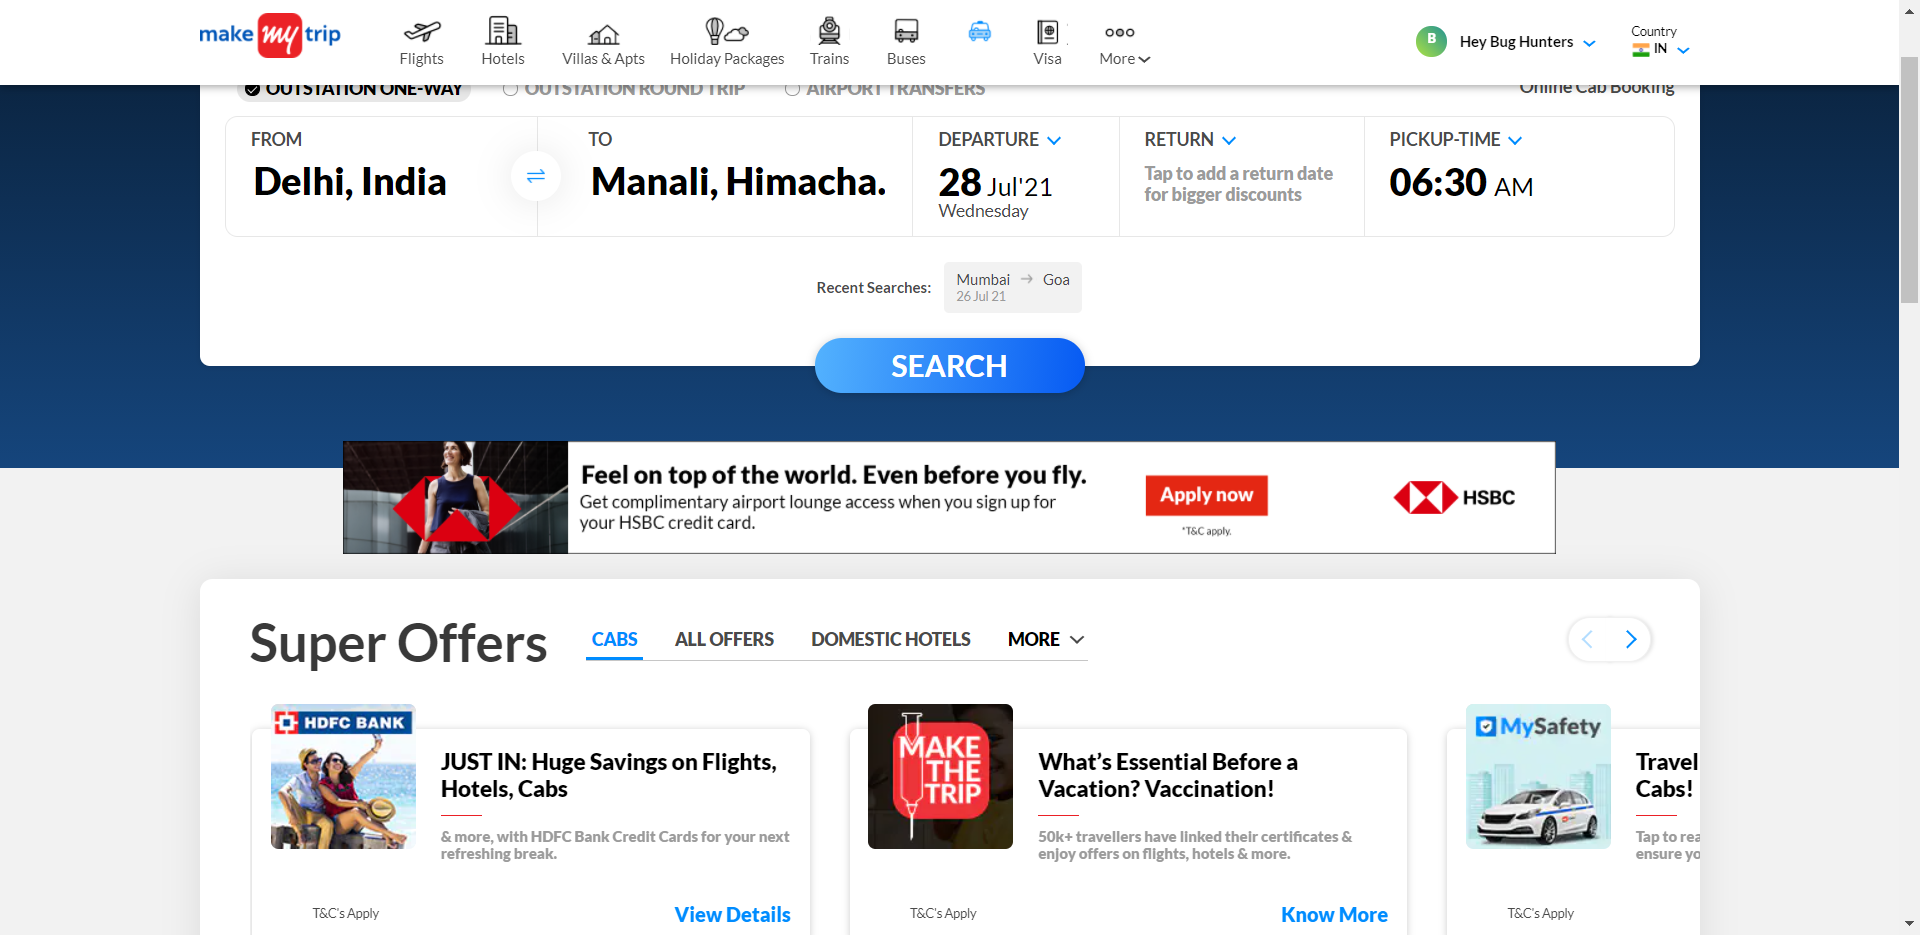 make my trip
Flights
Hotels
Villas & Apts
Holiday Packages
Trains
Buses
Visa
More
B
Hey Bug Hunters
Country
IN
OUTSTATION ONE-WAY
OUTSTATION ROUND TRIP
AIRPORT TRANSFERS
Online Cab Booking
FROM
Delhi, India
TO
Manali, Himacha.
DEPARTURE
28 Jul'21
Wednesday
RETURN
Tap to add a return date
for bigger discounts
PICKUP-TIME
06:30 AM
Recent Searches:
Mumbai → Goa
26 Jul 21
SEARCH
Feel on top of the world. Even before you fly.
Get complimentary airport lounge access when you sign up for
your HSBC credit card.
Apply now
*T&C apply.
HSBC
Super Offers
CABS
ALL OFFERS
DOMESTIC HOTELS
MORE
HDFC BANK
JUST IN: Huge Savings on Flights,
Hotels, Cabs
& more, with HDFC Bank Credit Cards for your next
refreshing break.
T&C's Apply
View Details
MAKE
THE
TRIP
What’s Essential Before a
Vacation? Vaccination!
50k+ travellers have linked their certificates &
enjoy offers on flights, hotels & more.
T&C's Apply
Know More
MySafety
Travel
Cabs!
Tap to rea
ensure yo
T&C's Apply